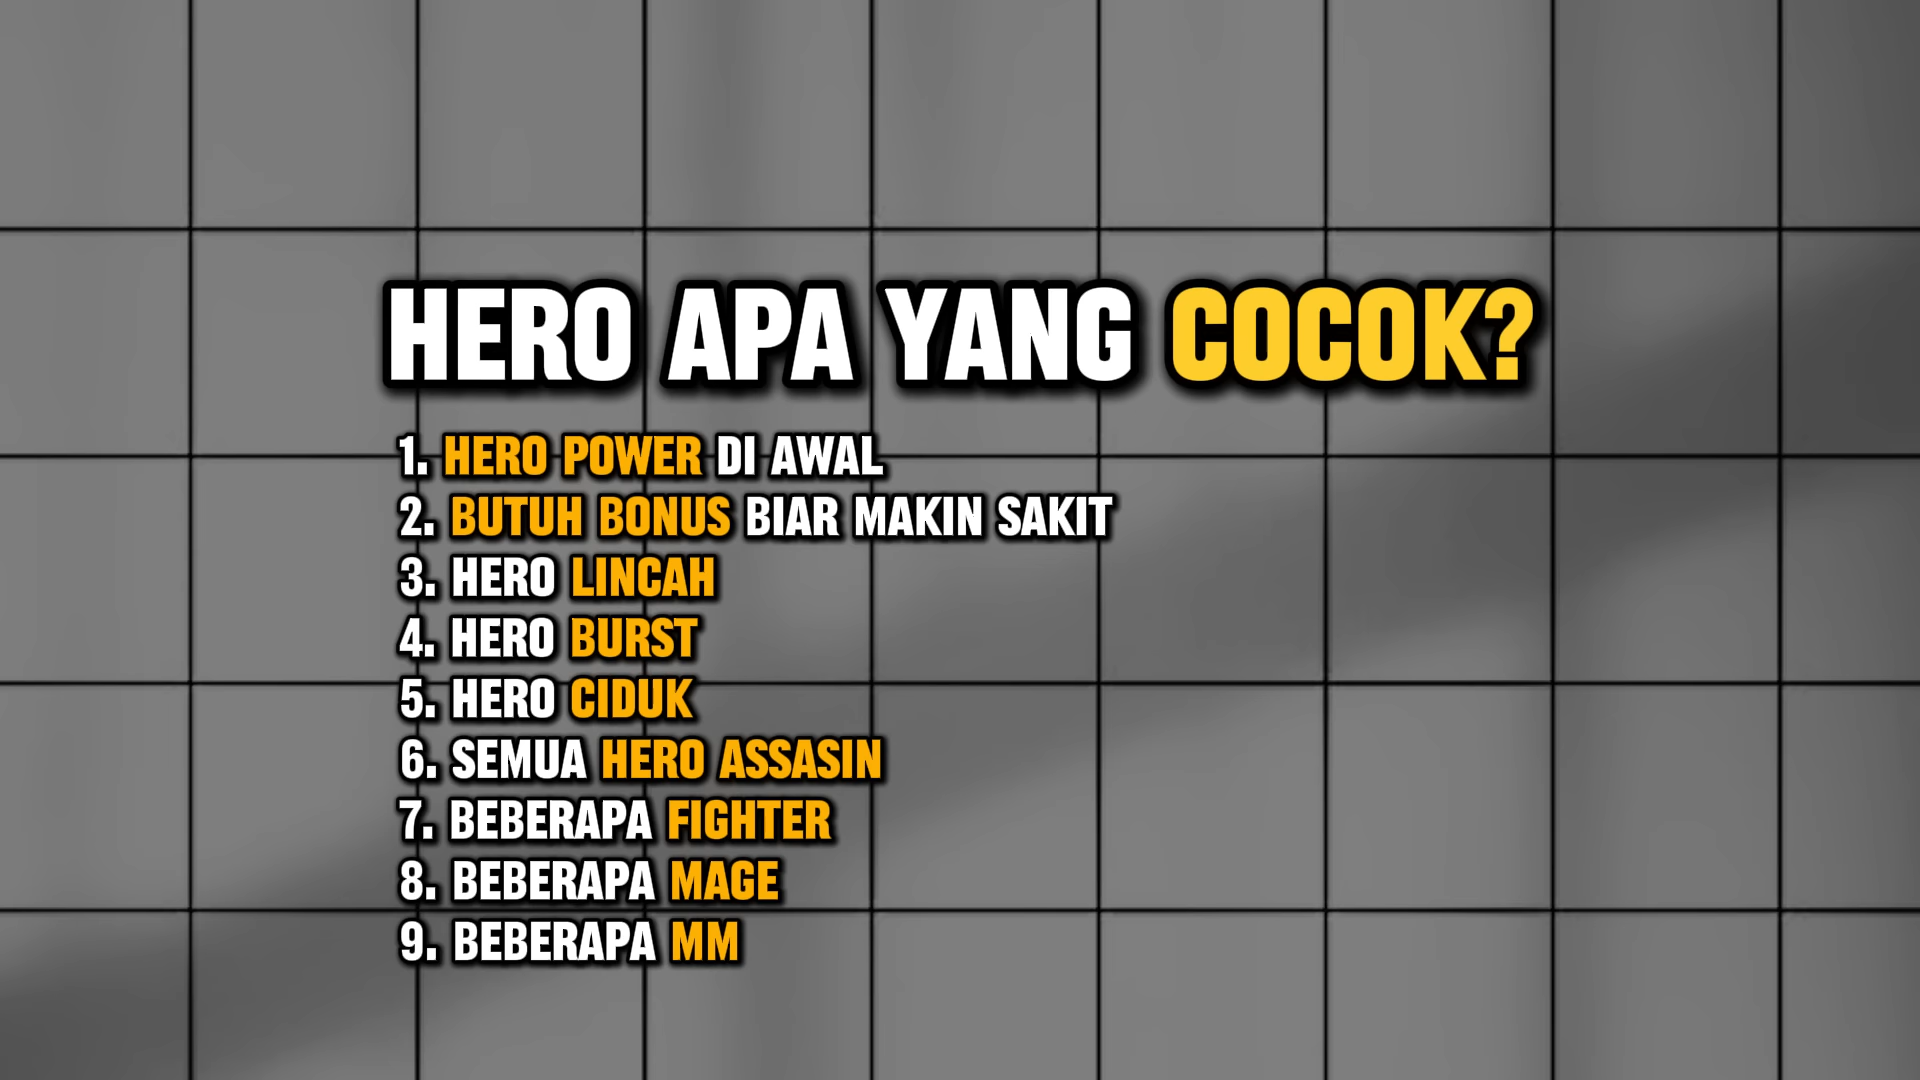 HERO APA YANG COCOK?
1. HERO POWER DI AWAL
2. BUTUH BONUS BIAR MAKIN SAKIT
3. HERO LINCAH
4. HERO BURST
5. HERO CIDUK
6. SEMUA HERO ASSASIN
7. BEBERAPA FIGHTER
8. BEBERAPA MAGE
9. BEBERAPA MM